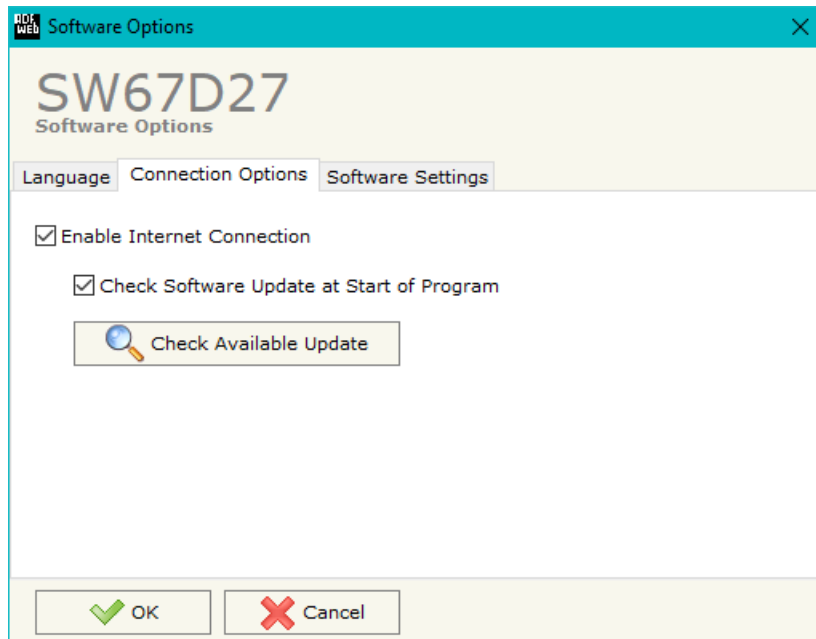 ADF
WEB
Software Options
SW67D27
Software Options
Language Connection Options Software Settings
Enable Internet Connection
Check Software Update at Start of Program
Check Available Update
OK Cancel